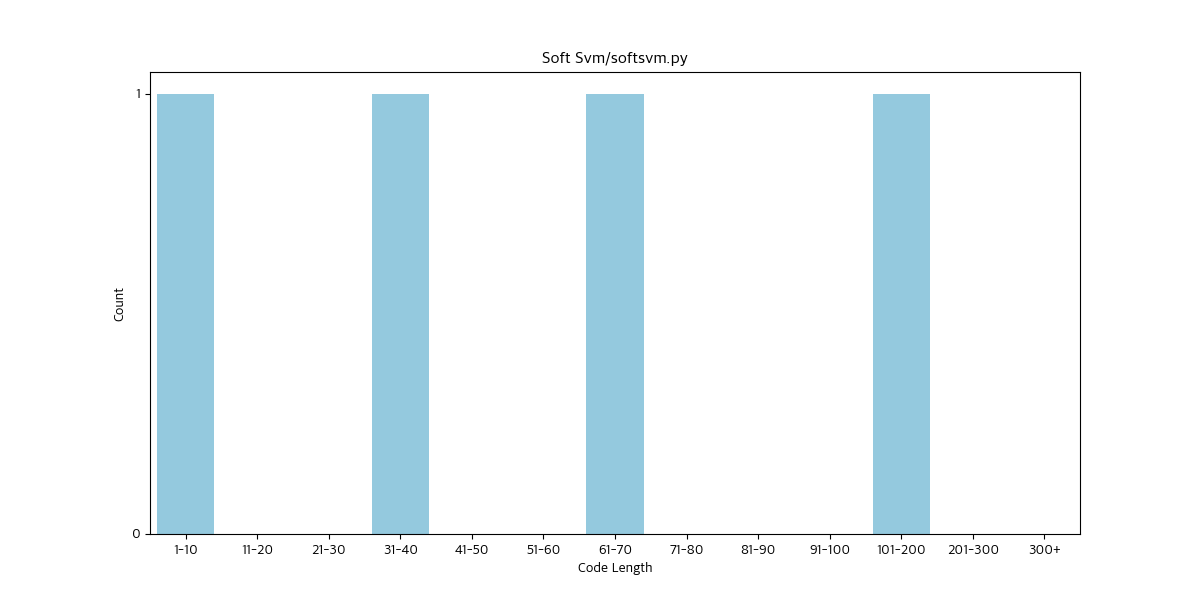 Soft Svm/softsvm.py
1
Count
0
1-10 11-20 21-30 31-40 41-50 51-60 61-70 71-80 81-90 91-100 101-200 201-300 300+
Code Length